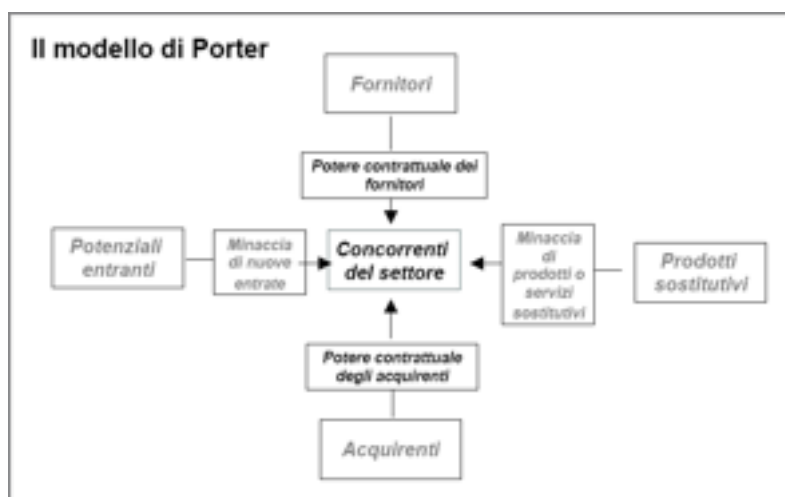 Il modello di Porter
Fornitori
Potere contrattuale dei
fornitori
Potenziali
entranti
Minaccia
di nuove
entrate
Concorrenti
del settore
Minaccia
di
prodotti o
servizi
sostitutivi
Prodotti
sostitutivi
Potere contrattuale
degli acquirenti
Acquirenti